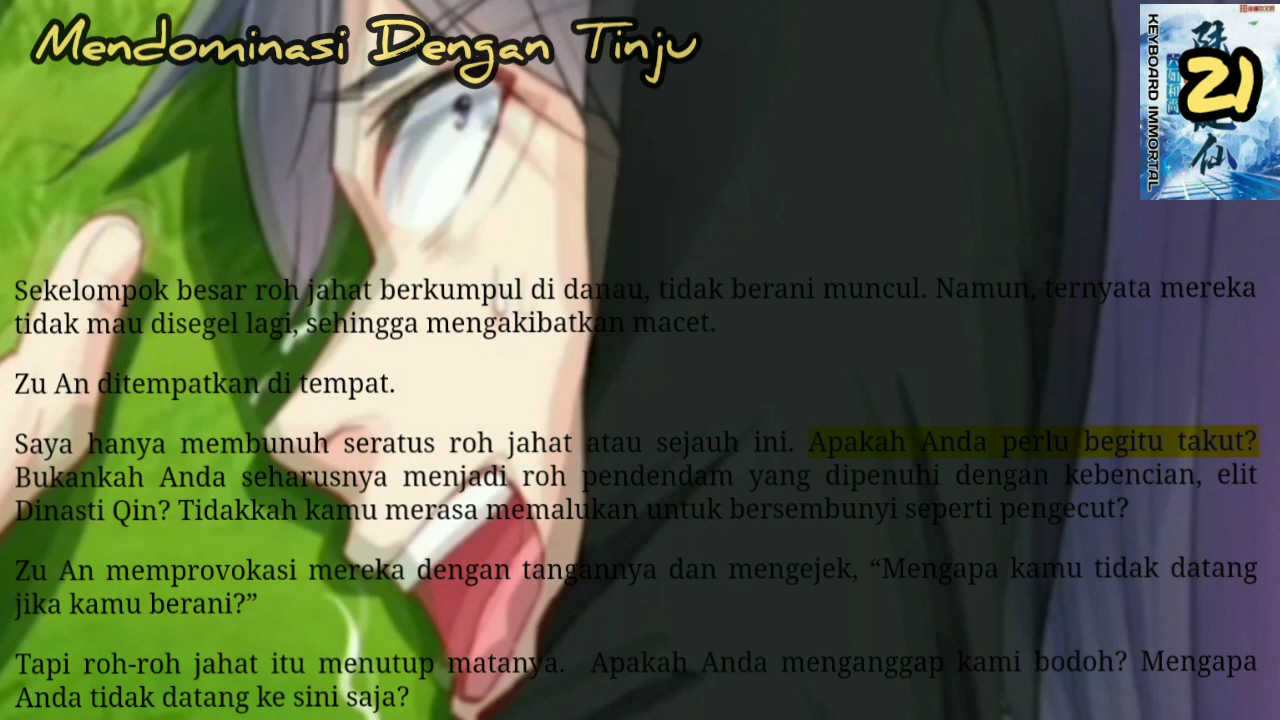 Mendominasi Dengan Tinju
KEYBOARD IMMORTAL
21
Sekelompok besar roh jahat berkumpul di danau, tidak berani muncul. Namun, ternyata mereka
tidak mau disegel lagi, sehingga mengakibatkan macet.
Zu An ditempatkan di tempat.
Saya hanya membunuh seratus roh jahat atau sejauh ini. Apakah Anda perlu begitu takut?
Bukankah Anda seharusnya menjadi roh pendendam yang dipenuhi dengan kebencian, elit
Dinasti Qin? Tidakkah kamu merasa memalukan untuk bersembunyi seperti pengecut?
Zu An memprovokasi mereka dengan tangannya dan mengejek, “Mengapa kamu tidak datang
jika kamu berani?”
Tapi roh-roh jahat itu menutup matanya.  Apakah Anda menganggap kami bodoh? Mengapa
Anda tidak datang ke sini saja?